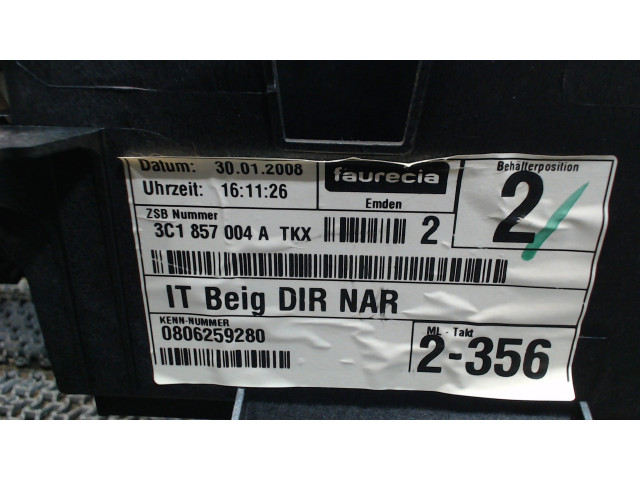 Datum: 30.01.2008
Uhrzeit: 16:11:26
faurecia
Emden
Behälterposition
2
ZSB Nummer
3C1 857 004 A TKX 2
IT Beig DIR NAR
KENN-NUMMER
0806259280
ML - Takt
2-356